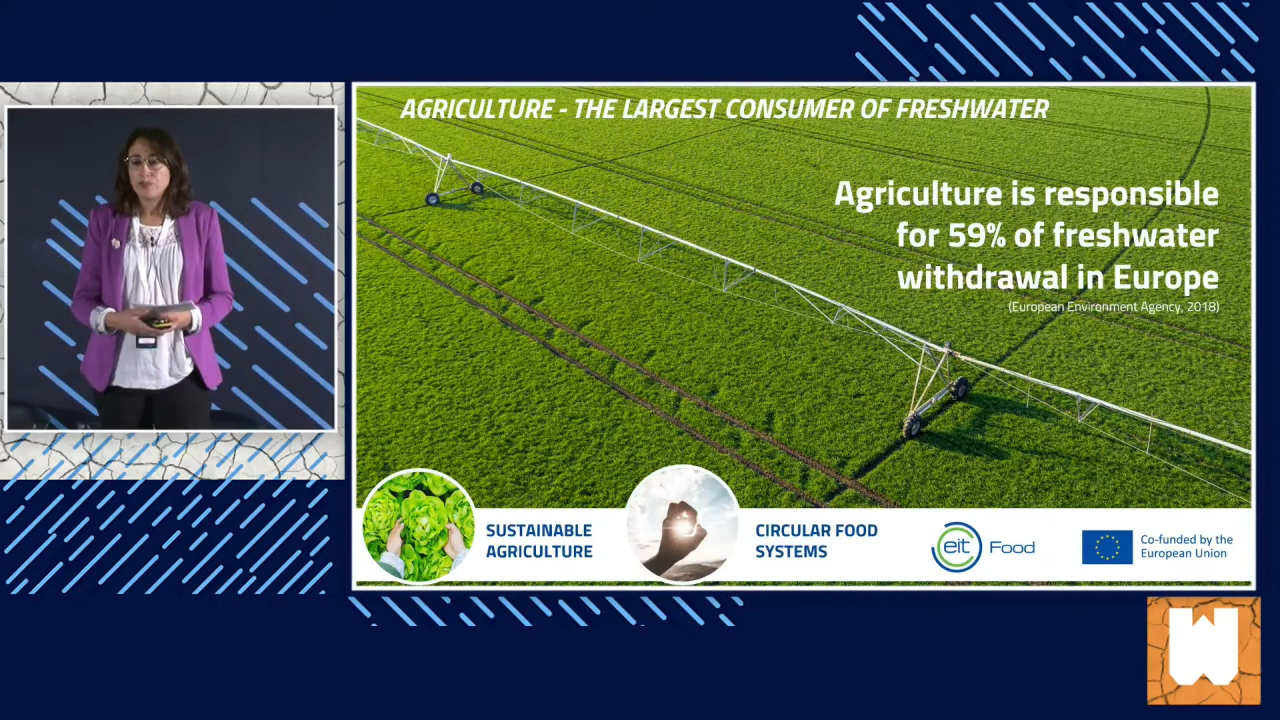 AGRICULTURE - THE LARGEST CONSUMER OF FRESHWATER
Agriculture is responsible
for 59% of freshwater
withdrawal in Europe
(European Environment Agency, 2018)
SUSTAINABLE
AGRICULTURE
CIRCULAR FOOD
SYSTEMS
eit Food
Co-funded by the
European Union
W